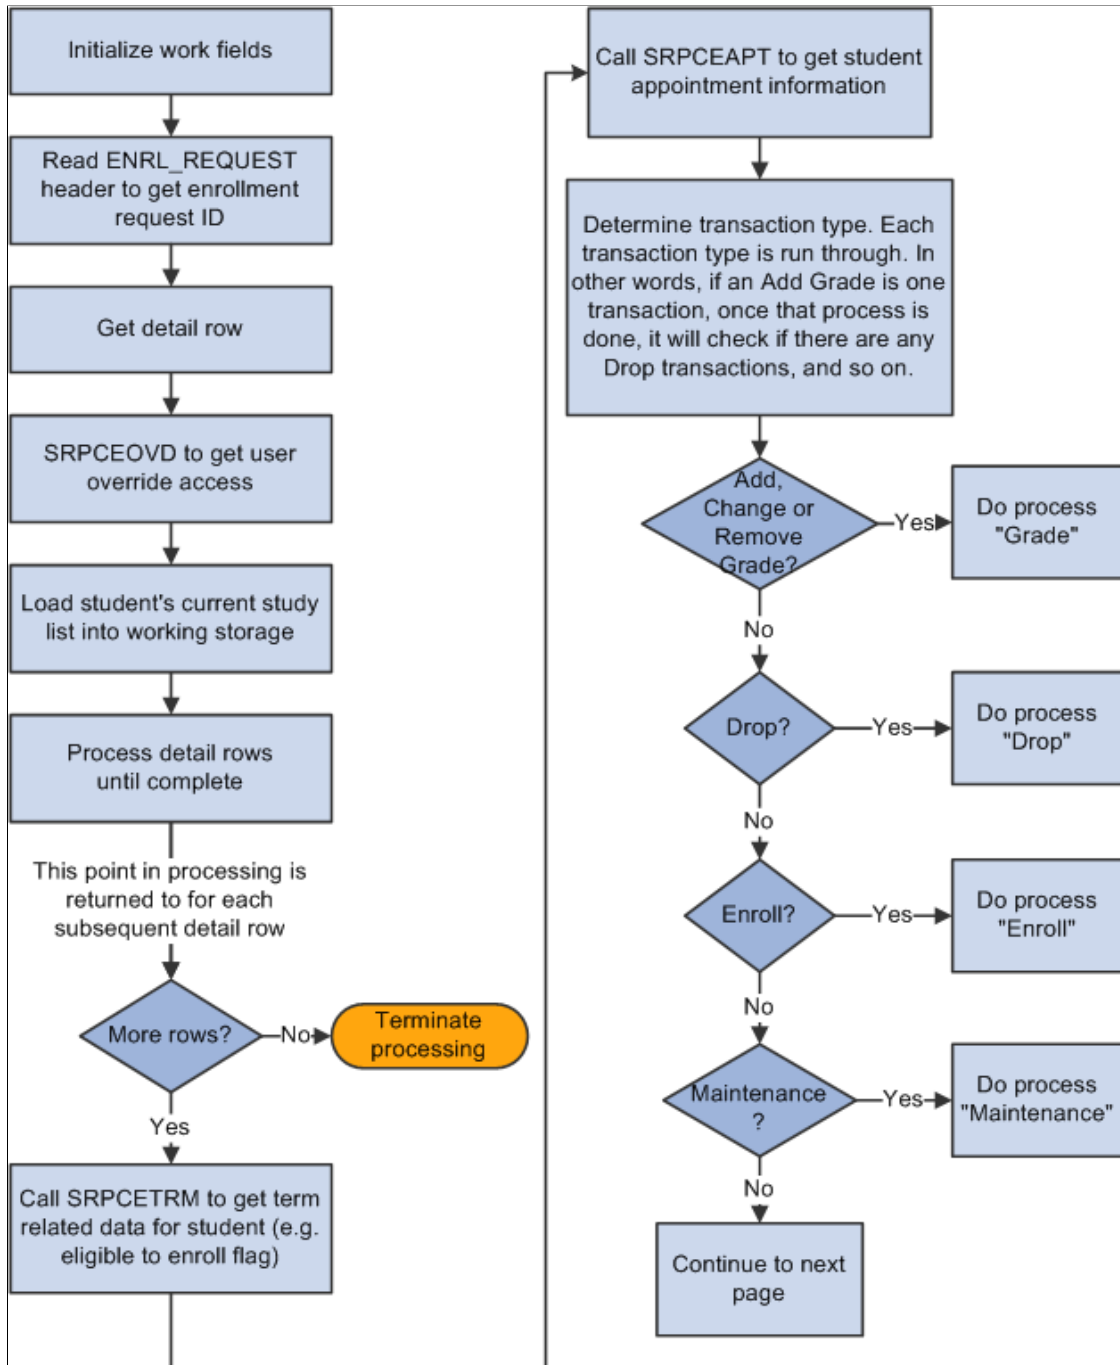 Initialize work fields
Read ENRL_REQUEST
header to get enrollment
request ID
Get detail row
SRPCEOVD to get user
override access
Load student's current study
list into working storage
Process detail rows
until complete
This point in processing is
returned to for each
subsequent detail row
More rows?
No
Terminate
processing
Yes
Call SRPCETRM to get term
related data for student (e.g.
eligible to enroll flag)
Call SRPCEAPT to get student
appointment information
Determine transaction type. Each
transaction type is run through. In
other words, if an Add Grade is one
transaction, once that process is
done, it will check if there are any
Drop transactions, and so on.
Add,
Change or
Remove
Grade?
Yes
Do process
"Grade"
No
Drop?
Yes
Do process
"Drop"
No
Enroll?
Yes
Do process
"Enroll"
No
Maintenance
?
Yes
Do process
"Maintenance"
No
Continue to next
page